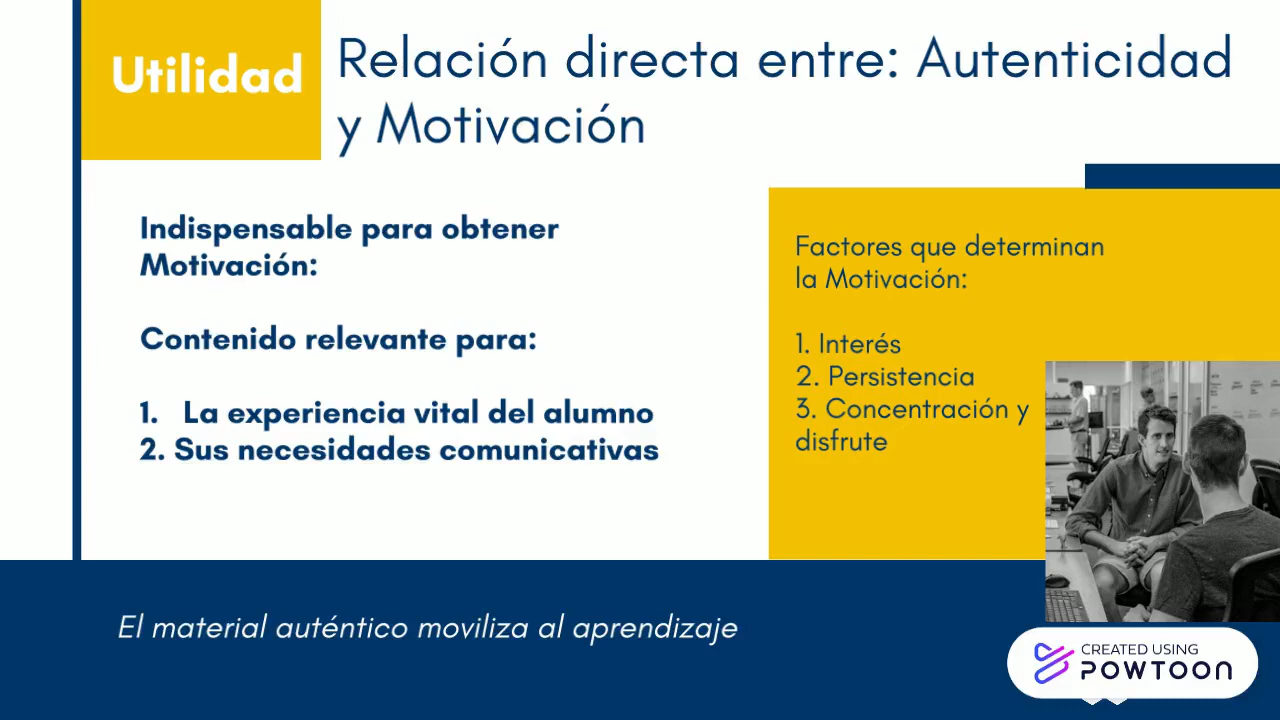 Utilidad
Relación directa entre: Autenticidad
y Motivación
Indispensable para obtener
Motivación:
Contenido relevante para:
1. La experiencia vital del alumno
2. Sus necesidades comunicativas
Factores que determinan
la Motivación:
1. Interés
2. Persistencia
3. Concentración y
disfrute
El material auténtico moviliza al aprendizaje
CREATED USING
POWTOON